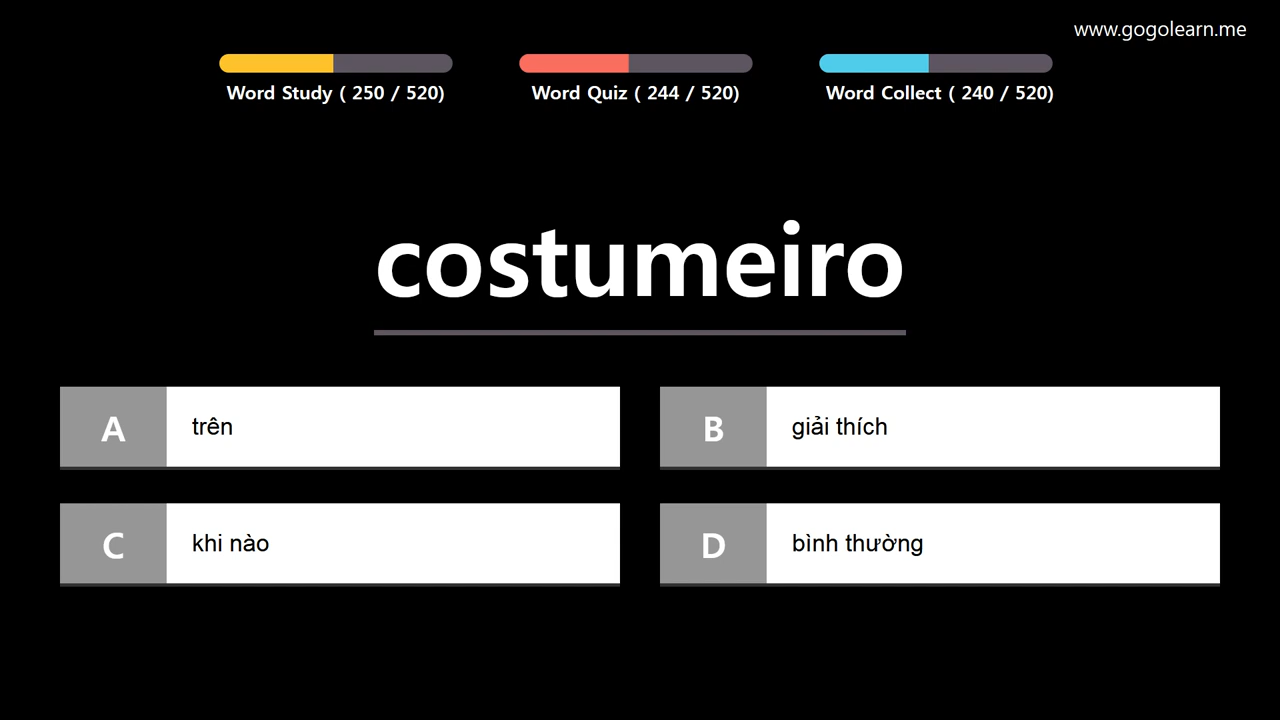 www.gogolearn.me
Word Study ( 250 / 520)
Word Quiz ( 244 / 520)
Word Collect ( 240 / 520)
costumeiro
A trên
B giải thích
C khi nào
D bình thường